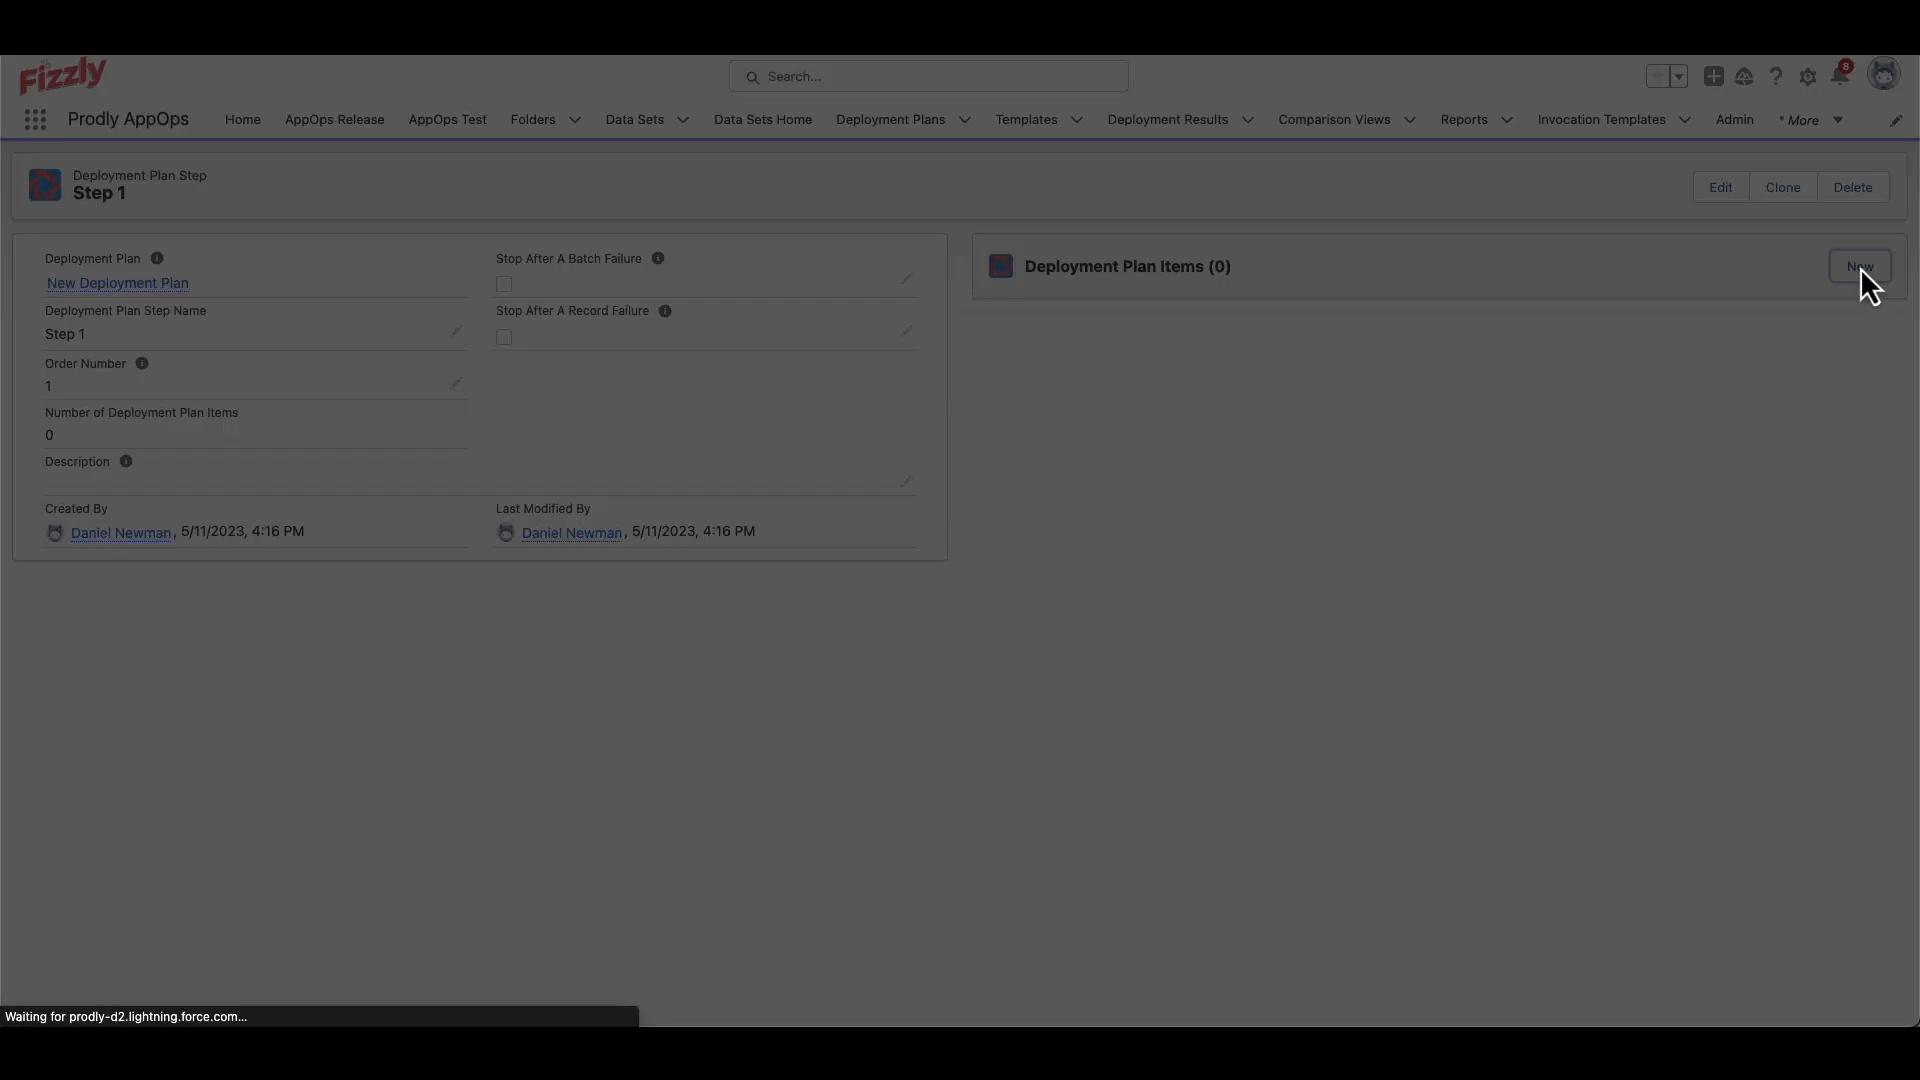 Fizzly
Search...
8
Prodly AppOps
Home
AppOps Release
AppOps Test
Folders
Data Sets
Data Sets Home
Deployment Plans
Templates
Deployment Results
Comparison Views
Reports
Invocation Templates
Admin
* More
Deployment Plan Step
Step 1
Edit
Clone
Delete
Deployment Plan
New Deployment Plan
Stop After A Batch Failure
Deployment Plan Step Name
Step 1
Stop After A Record Failure
Order Number
1
Number of Deployment Plan Items
0
Description
Created By
Daniel Newman, 5/11/2023, 4:16 PM
Last Modified By
Daniel Newman, 5/11/2023, 4:16 PM
Deployment Plan Items (0)
New
Waiting for prodly-d2.lightning.force.com...